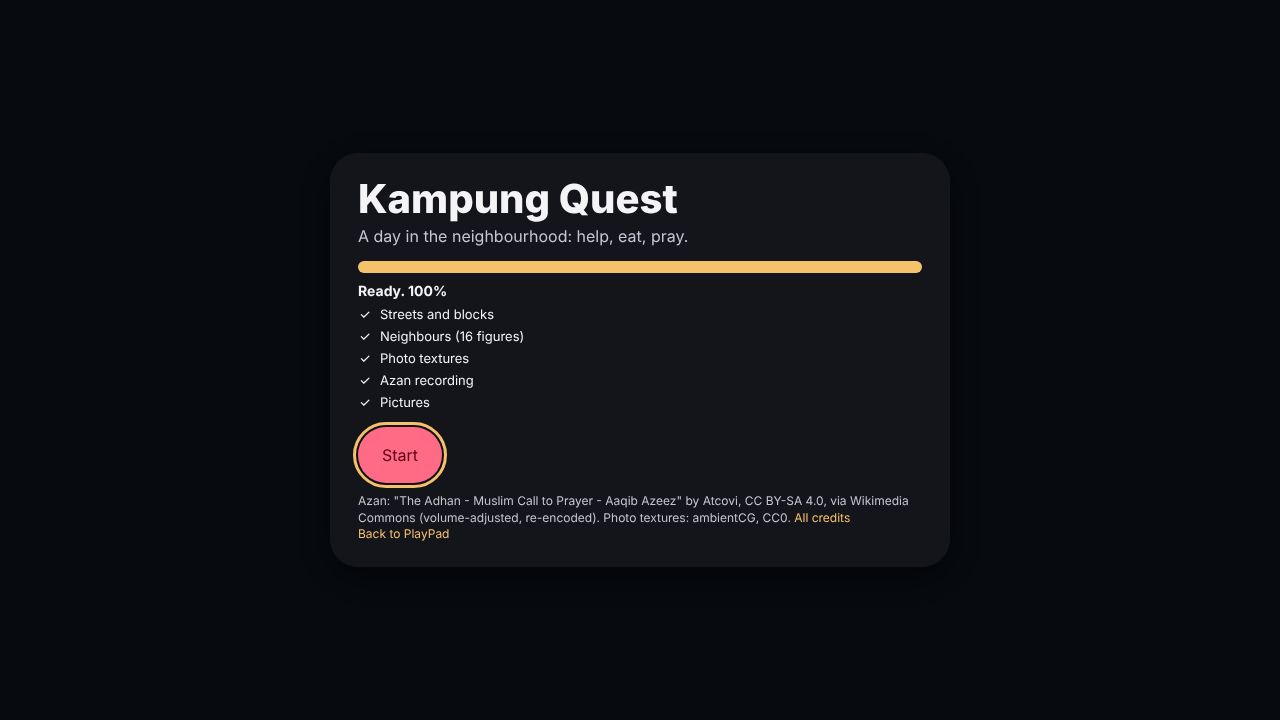 Kampung Quest
A day in the neighbourhood: help, eat, pray.
Ready. 100%
Streets and blocks
Neighbours (16 figures)
Photo textures
Azan recording
Pictures
Start
Azan: "The Adhan - Muslim Call to Prayer - Aaqib Azeez" by Atcovi, CC BY-SA 4.0, via Wikimedia
Commons (volume-adjusted, re-encoded). Photo textures: ambientCG, CC0. All credits
Back to PlayPad